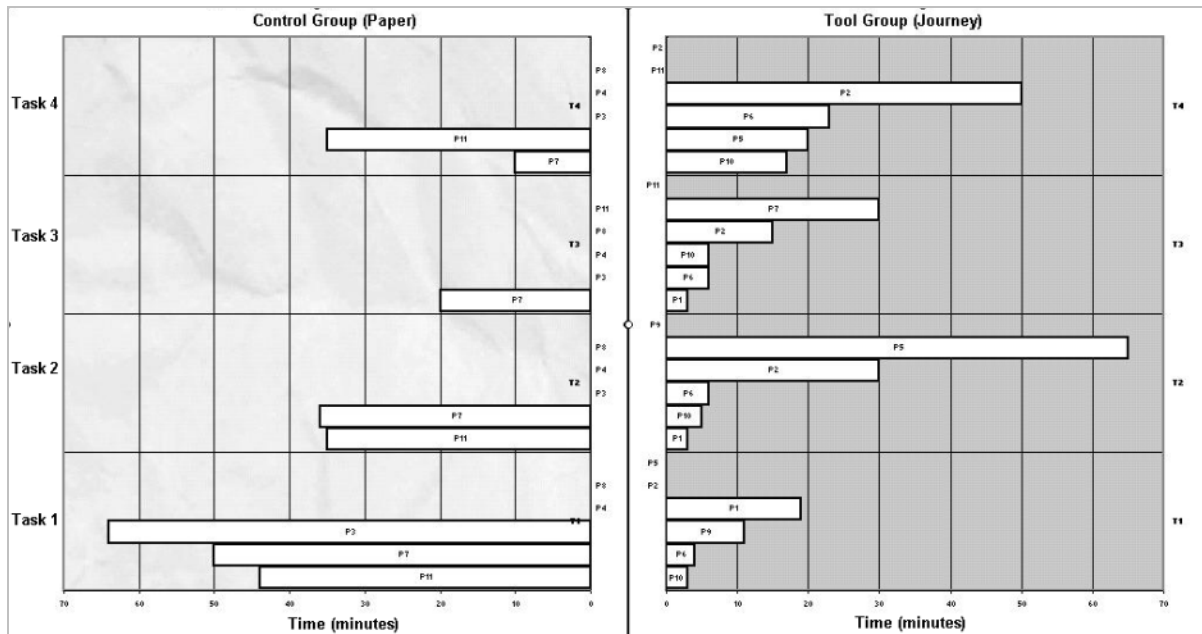 Control Group (Paper)
Task 4
P8
P4
P3
T4
P11
P7
Task 3
P11
P8
P4
P3
T3
P7
Task 2
P8
P4
P3
T2
P7
P11
Task 1
P8
P4
T1
P3
P7
P11
70 60 50 40 30 20 10 0
Time (minutes)
Tool Group (Journey)
P2
P11
P2
T4
P6
P5
P10
P11
P7
P2
T3
P10
P6
P1
P9
P5
P2
T2
P6
P10
P1
P5
P2
P1
T1
P9
P6
P10
0 10 20 30 40 50 60 70
Time (minutes)